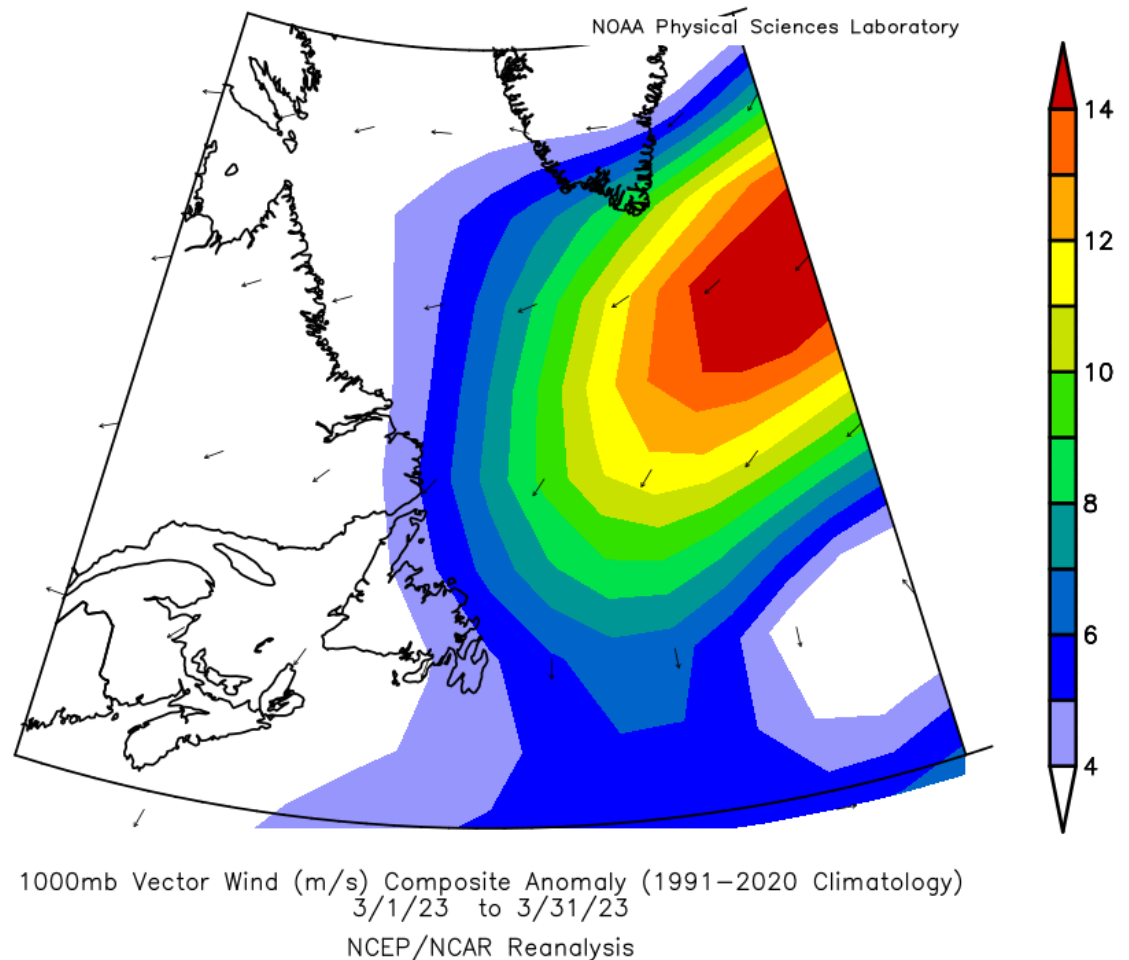 NOAA Physical Sciences Laboratory
14
12
10
8
6
4
1000mb Vector Wind (m/s) Composite Anomaly (1991-2020 Climatology)
3/1/23 to 3/31/23
NCEP/NCAR Reanalysis